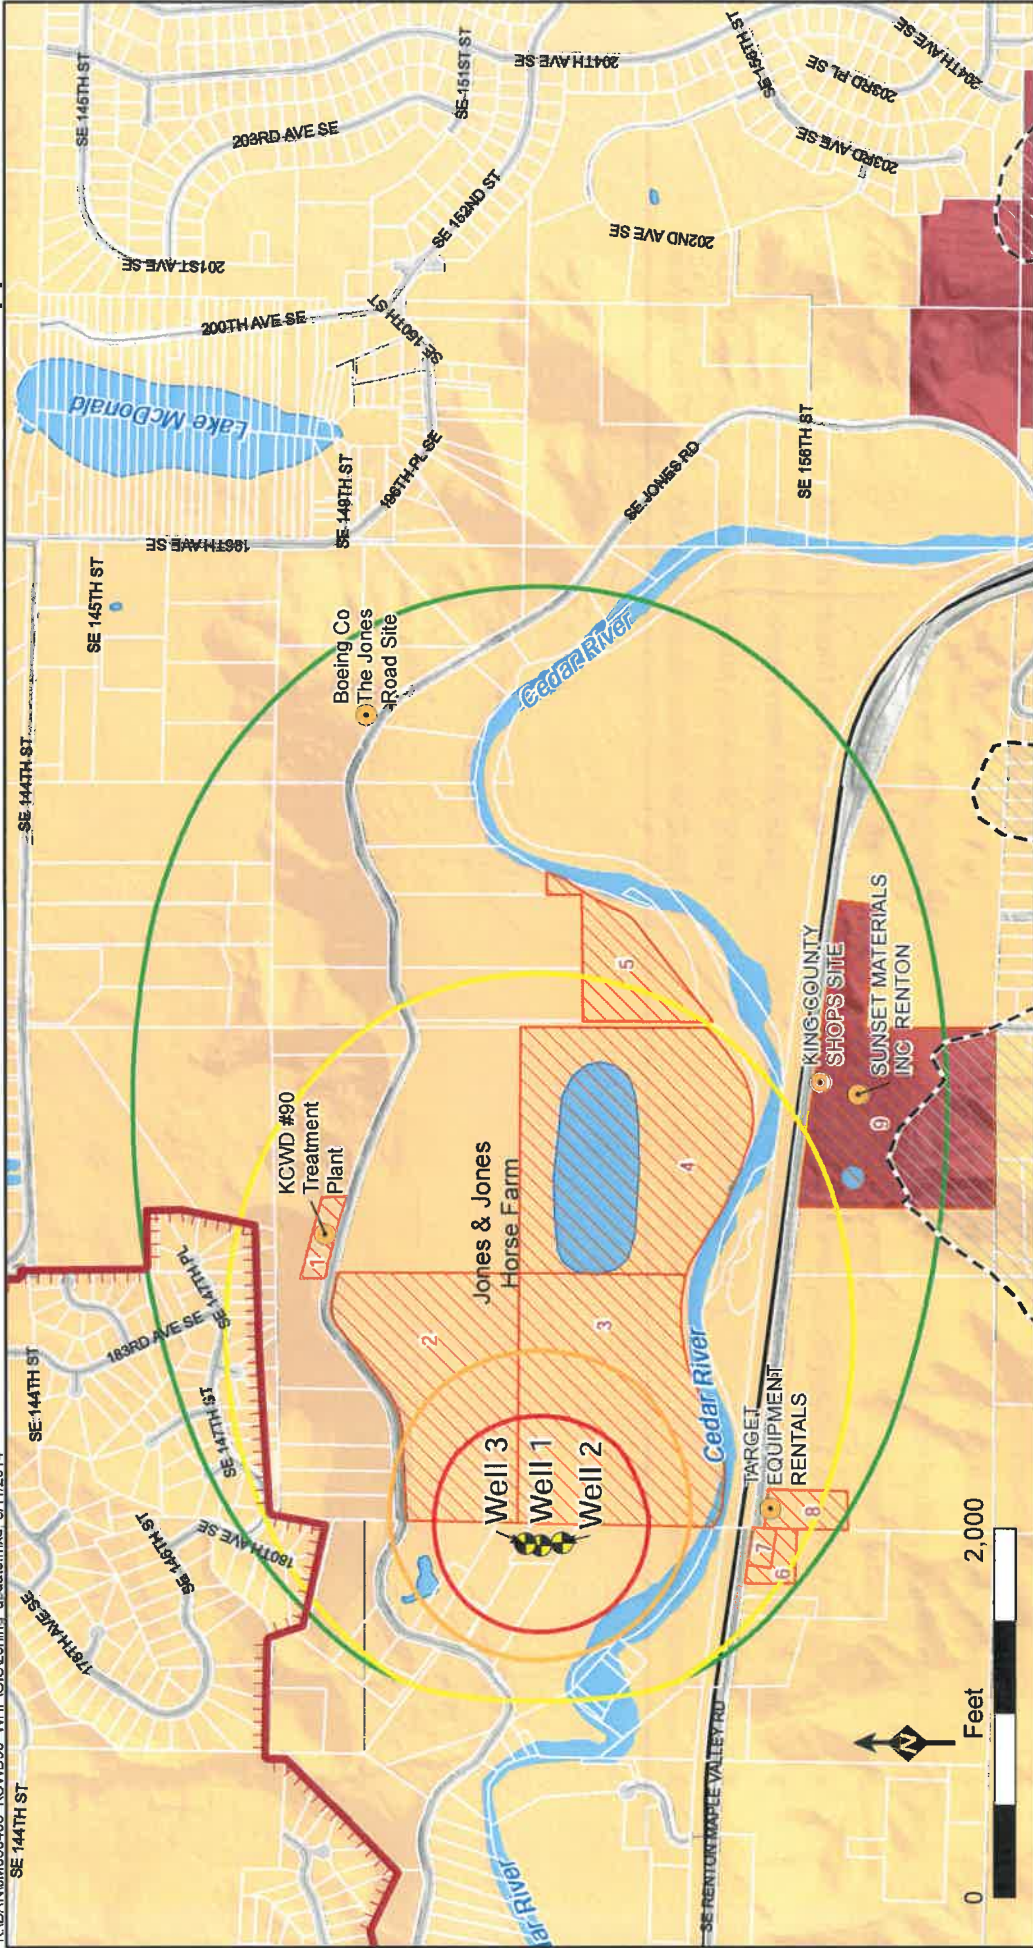 SE 144TH ST
SE 144TH ST
SE 144TH ST
SE 145TH ST
SE 145TH ST
178TH AVE SE
SE 146TH ST
180TH AVE SE
SE 147TH ST
183RD AVE SE
SE 147TH PL
196TH AVE SE
Lake McDonald
SE 149TH ST
196TH PL SE
200TH AVE SE
SE 150TH ST
201ST AVE SE
203RD AVE SE
SE 151ST ST
SE 152ND ST
204TH AVE SE
202ND AVE SE
SE 156TH ST
203RD PL SE
204TH AVE SE
203RD AVE SE
SE 156TH ST
SE JONES RD
Boeing Co
The Jones
Road Site
KCWD #90
Treatment
Plant
1
2
3
4
5
Jones & Jones
Horse Farm
Well 3
Well 1
Well 2
Cedar River
Cedar River
ar River
TARGET
EQUIPMENT
RENTALS
6
7
8
KING COUNTY
SHOPS SITE
SUNSET MATERIALS
INC RENTON
9
SE RENTON MAPLE VALLEY RD
N
0
Feet
2,000